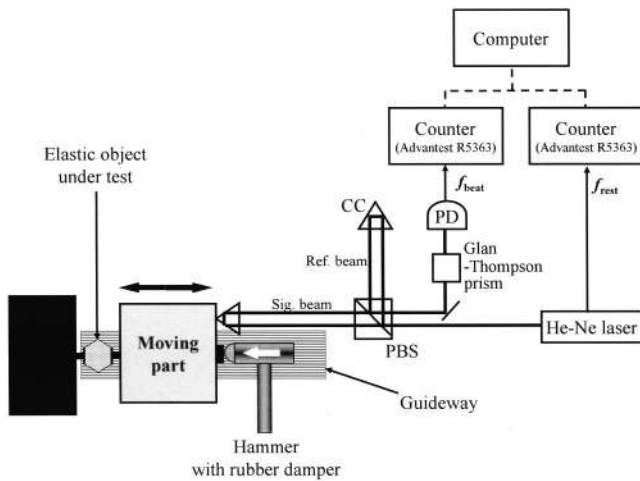 Computer
Counter
(Advantest R5363)
Counter
(Advantest R5363)
Elastic object
under test
f_beat
f_rest
CC
PD
Glan
-Thompson
prism
Ref. beam
Sig. beam
He-Ne laser
Moving
part
PBS
Guideway
Hammer
with rubber damper